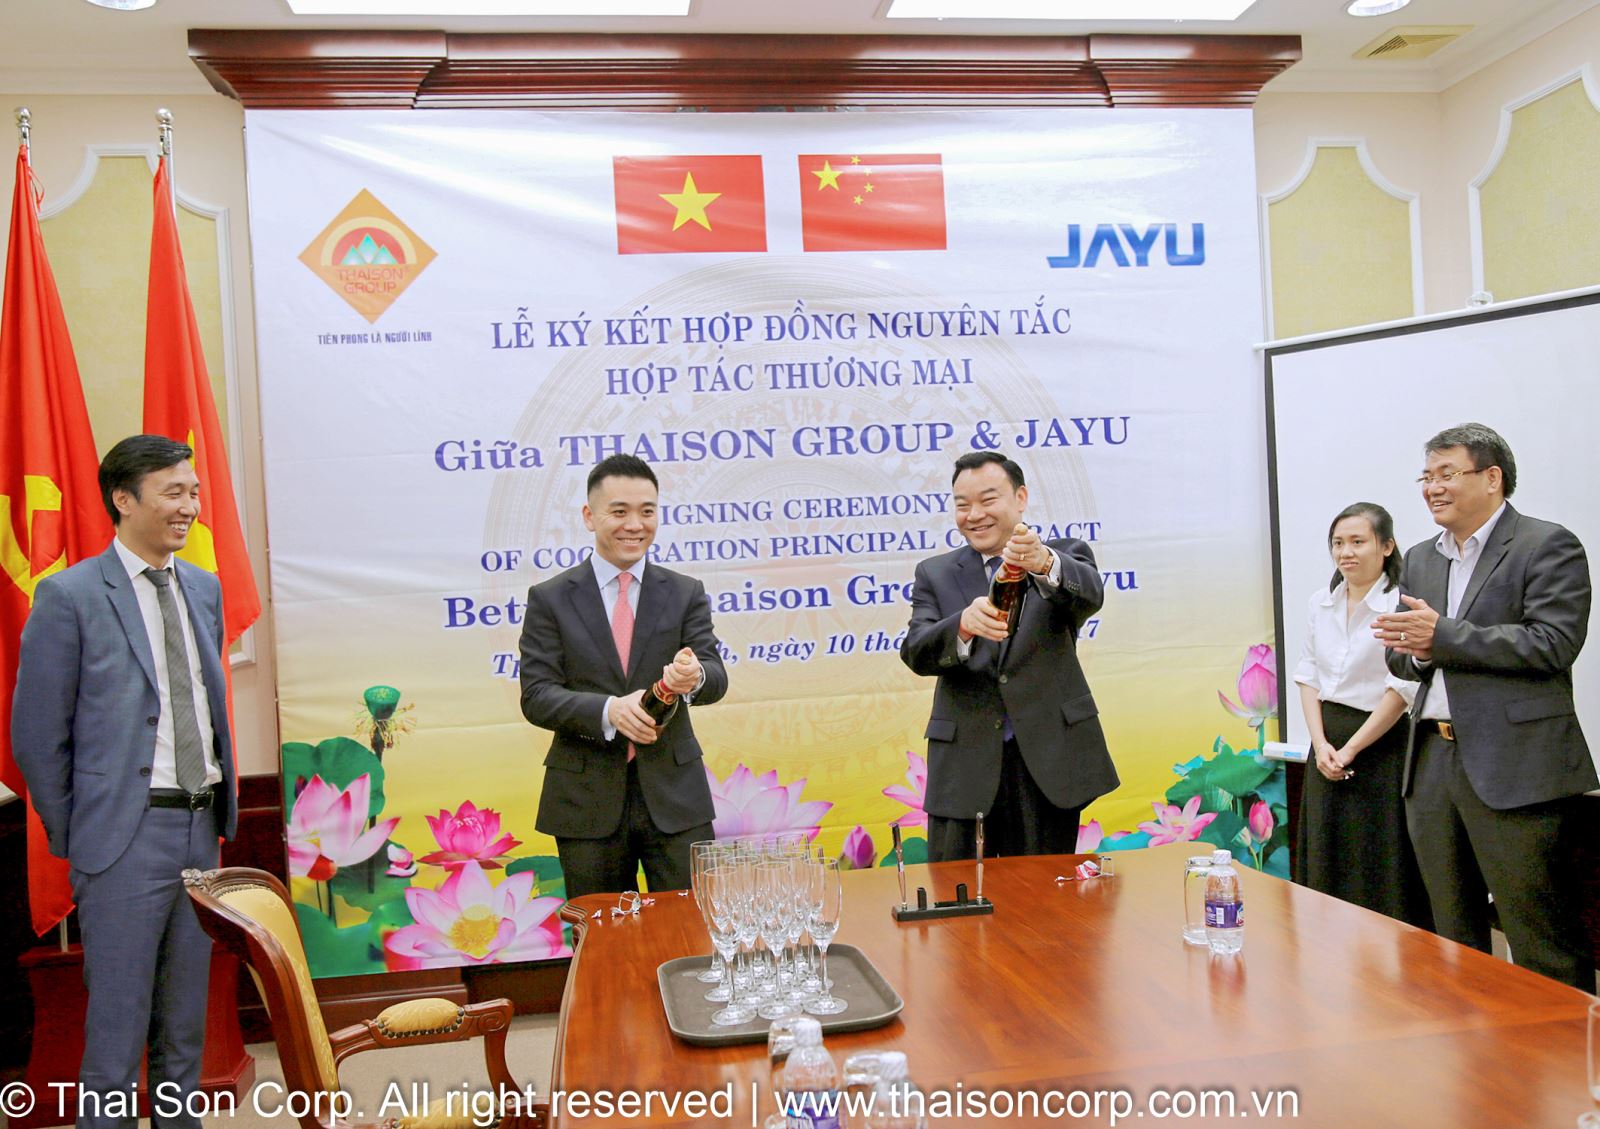 THAISON
GROUP
TIÊN PHONG LÀ NGƯỜI LÍNH
JAYU
LỄ KÝ KẾT HỢP ĐỒNG NGUYÊN TẮC
HỢP TÁC THƯƠNG MẠI
Giữa THAISON GROUP & JAYU
IGNING CEREMONY
OF CO RATION PRINCIPAL C RACT
Bet haison Gro yu
Tp h, ngày 10 thá 17
© Thai Son Corp. All right reserved | www.thaisoncorp.com.vn